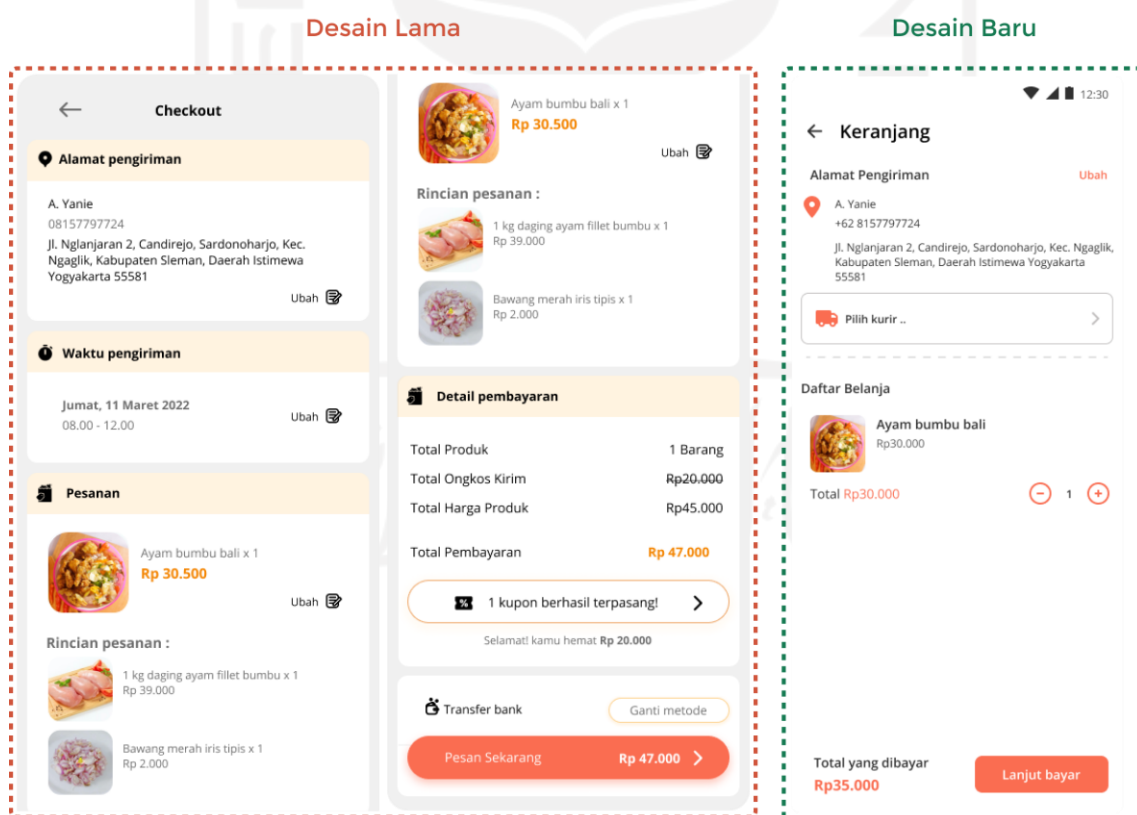 Desain Lama
Desain Baru
Checkout
Alamat pengiriman
A. Yanie
08157797724
Jl. Nglanjaran 2, Candirejo, Sardonoharjo, Kec.
Ngaglik, Kabupaten Sleman, Daerah Istimewa
Yogyakarta 55581
Ubah
Waktu pengiriman
Jumat, 11 Maret 2022
08.00 - 12.00
Ubah
Pesanan
Ayam bumbu bali x 1
Rp 30.500
Ubah
Rincian pesanan :
1 kg daging ayam fillet bumbu x 1
Rp 39.000
Bawang merah iris tipis x 1
Rp 2.000
Ayam bumbu bali x 1
Rp 30.500
Ubah
Rincian pesanan :
1 kg daging ayam fillet bumbu x 1
Rp 39.000
Bawang merah iris tipis x 1
Rp 2.000
Detail pembayaran
Total Produk 1 Barang
Total Ongkos Kirim Rp20.000
Total Harga Produk Rp45.000
Total Pembayaran Rp 47.000
1 kupon berhasil terpasang!
Selamat! kamu hemat Rp 20.000
Transfer bank Ganti metode
Pesan Sekarang Rp 47.000
12:30
Keranjang
Alamat Pengiriman Ubah
A. Yanie
+62 8157797724
Jl. Nglanjaran 2, Candirejo, Sardonoharjo, Kec. Ngaglik,
Kabupaten Sleman, Daerah Istimewa Yogyakarta
55581
Pilih kurir ..
Daftar Belanja
Ayam bumbu bali
Rp30.000
Total Rp30.000 1
Total yang dibayar
Rp35.000
Lanjut bayar